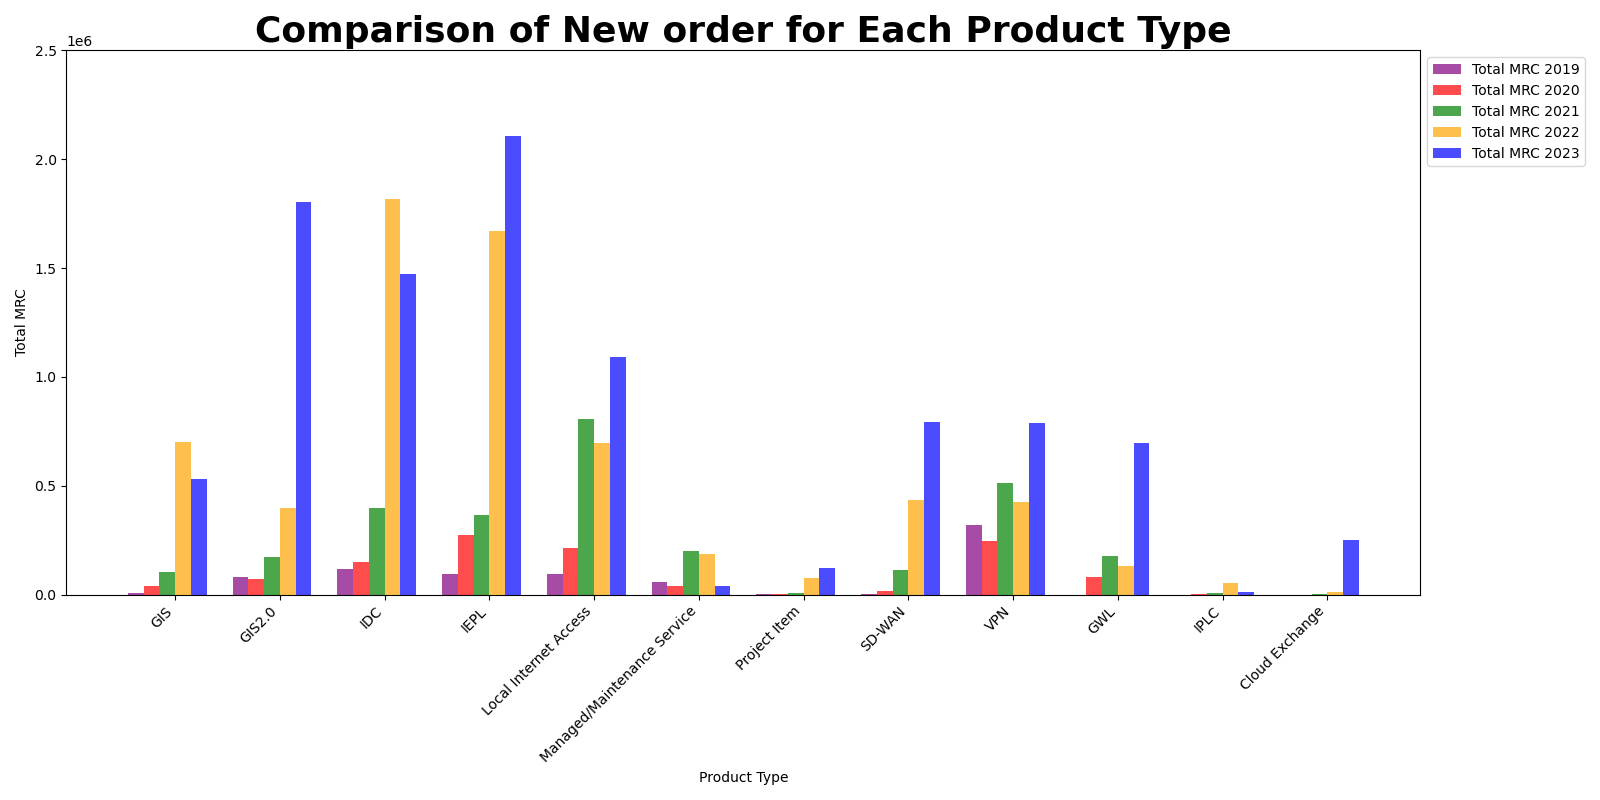 Comparison of New order for Each Product Type
1e6
2.5
2.0
1.5
1.0
0.5
0.0
Total MRC
Total MRC 2019
Total MRC 2020
Total MRC 2021
Total MRC 2022
Total MRC 2023
GIS
GIS2.0
IDC
IEPL
Local Internet Access
Managed/Maintenance Service
Project Item
SD-WAN
VPN
GWL
IPLC
Cloud Exchange
Product Type